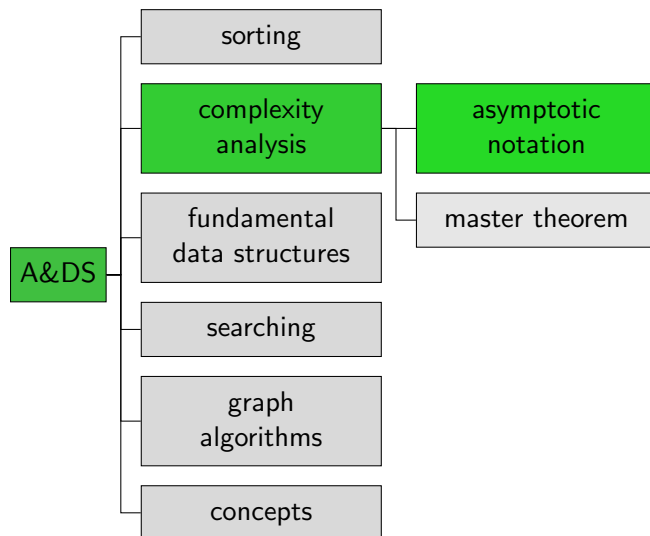 sorting
complexity
analysis
asymptotic
notation
fundamental
data structures
master theorem
A&DS
searching
graph
algorithms
concepts